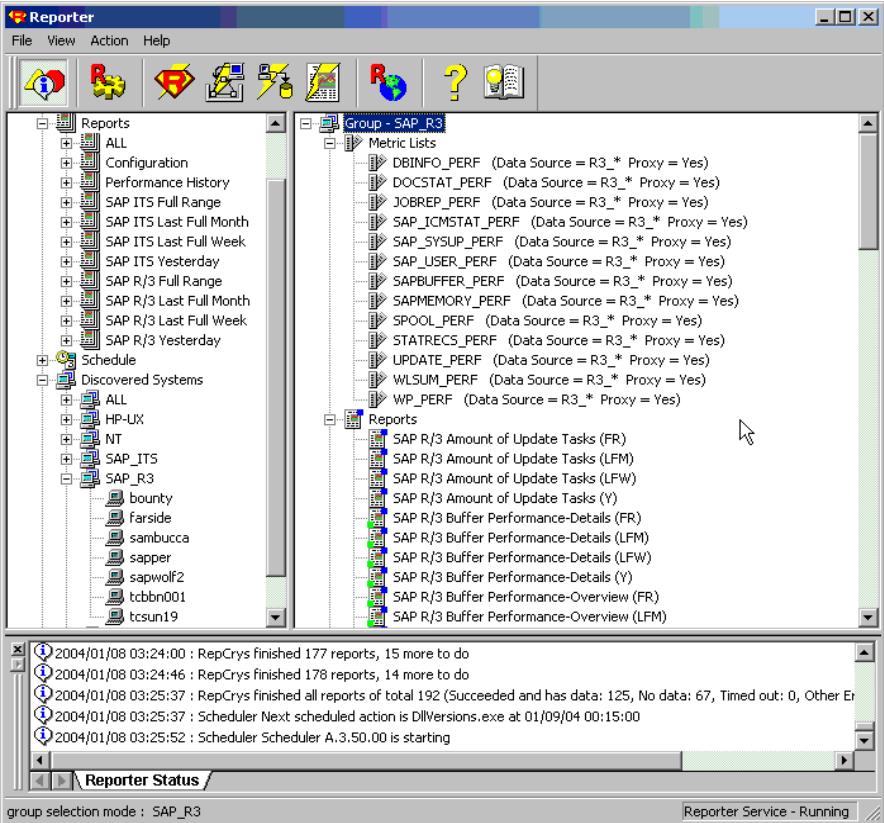 Reporter
File View Action Help
Reports
ALL
Configuration
Performance History
SAP ITS Full Range
SAP ITS Last Full Month
SAP ITS Last Full Week
SAP ITS Yesterday
SAP R/3 Full Range
SAP R/3 Last Full Month
SAP R/3 Last Full Week
SAP R/3 Yesterday
Schedule
Discovered Systems
ALL
HP-UX
NT
SAP_ITS
SAP_R3
bounty
farside
sambucca
sapper
sapwolf2
tcbbn001
tcsun19
Group - SAP_R3
Metric Lists
DBINFO_PERF (Data Source = R3_* Proxy = Yes)
DOCSTAT_PERF (Data Source = R3_* Proxy = Yes)
JOBREP_PERF (Data Source = R3_* Proxy = Yes)
SAP_ICMSTAT_PERF (Data Source = R3_* Proxy = Yes)
SAP_SYSUP_PERF (Data Source = R3_* Proxy = Yes)
SAP_USER_PERF (Data Source = R3_* Proxy = Yes)
SAPBUFFER_PERF (Data Source = R3_* Proxy = Yes)
SAPMEMORY_PERF (Data Source = R3_* Proxy = Yes)
SPOOL_PERF (Data Source = R3_* Proxy = Yes)
STATRECS_PERF (Data Source = R3_* Proxy = Yes)
UPDATE_PERF (Data Source = R3_* Proxy = Yes)
WLSUM_PERF (Data Source = R3_* Proxy = Yes)
WP_PERF (Data Source = R3_* Proxy = Yes)
Reports
SAP R/3 Amount of Update Tasks (FR)
SAP R/3 Amount of Update Tasks (LFM)
SAP R/3 Amount of Update Tasks (LFW)
SAP R/3 Amount of Update Tasks (Y)
SAP R/3 Buffer Performance-Details (FR)
SAP R/3 Buffer Performance-Details (LFM)
SAP R/3 Buffer Performance-Details (LFW)
SAP R/3 Buffer Performance-Details (Y)
SAP R/3 Buffer Performance-Overview (FR)
SAP R/3 Buffer Performance-Overview (LFM)
2004/01/08 03:24:00 : RepCrys finished 177 reports, 15 more to do
2004/01/08 03:24:46 : RepCrys finished 178 reports, 14 more to do
2004/01/08 03:25:37 : RepCrys finished all reports of total 192 (Succeeded and has data: 125, No data: 67, Timed out: 0, Other Er
2004/01/08 03:25:37 : Scheduler Next scheduled action is DllVersions.exe at 01/09/04 00:15:00
2004/01/08 03:25:52 : Scheduler Scheduler A.3.50.00 is starting
Reporter Status
group selection mode : SAP_R3
Reporter Service - Running